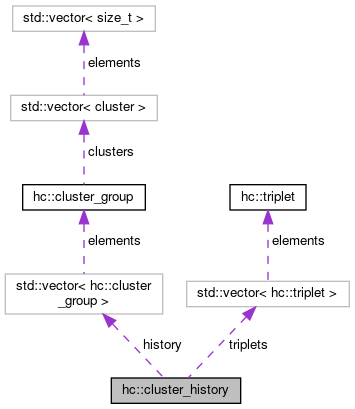 std::vector< size_t >
elements
std::vector< cluster >
clusters
hc::cluster_group
hc::triplet
elements
elements
std::vector< hc::cluster
_group >
std::vector< hc::triplet >
history
triplets
hc::cluster_history